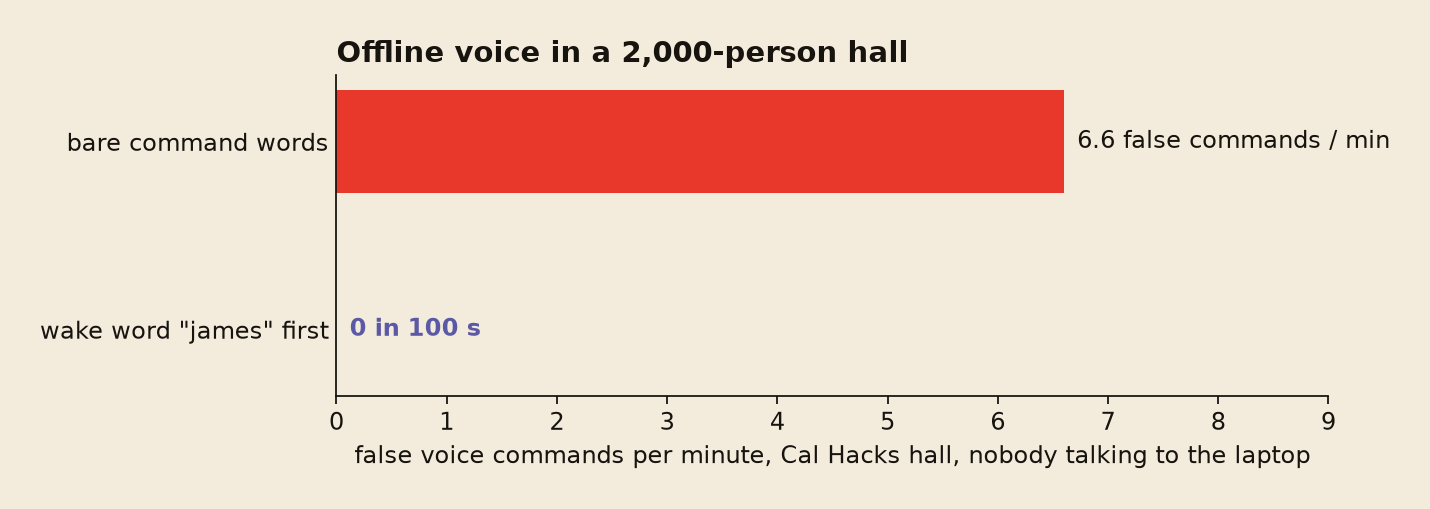 Offline voice in a 2,000-person hall
bare command words
6.6 false commands / min
wake word "james" first
0 in 100 s
0 1 2 3 4 5 6 7 8 9
false voice commands per minute, Cal Hacks hall, nobody talking to the laptop